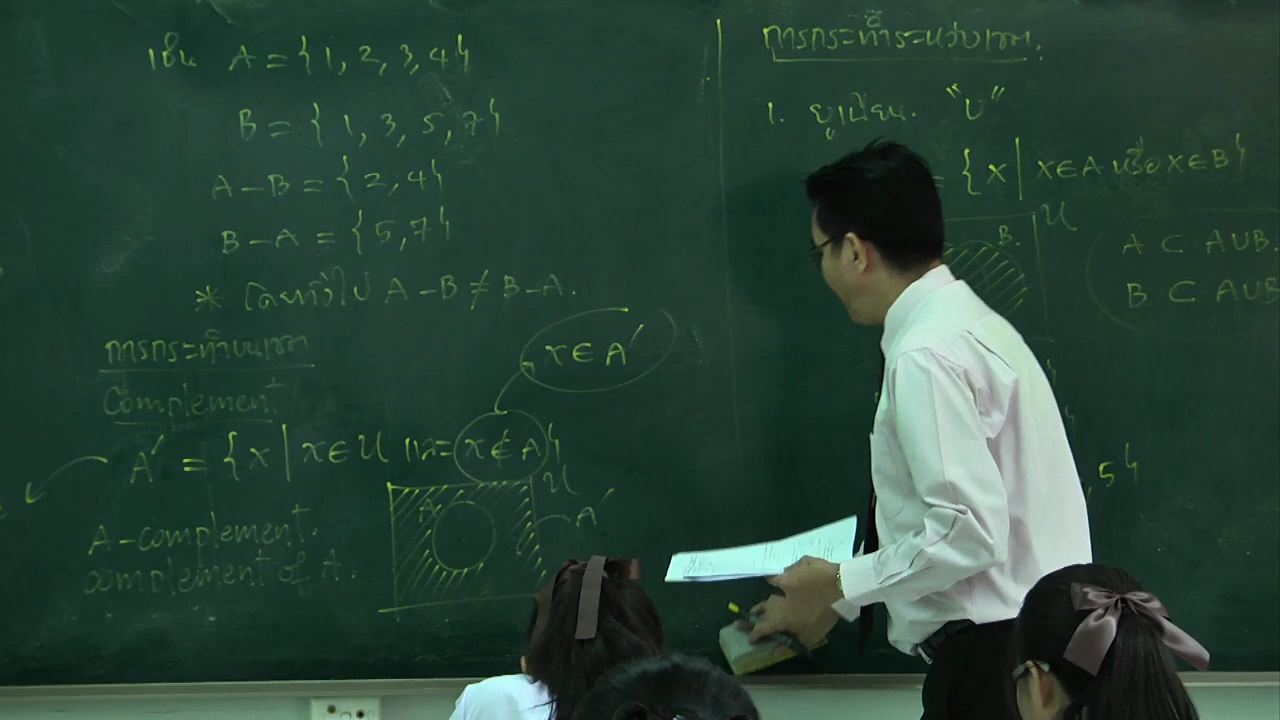 เช่น A = {1, 2, 3, 4}
B = {1, 3, 5, 7}
A - B = {2, 4}
B - A = {5, 7}
* โดยทั่วไป A - B ≠ B - A.
การกระทำบนเซต
Complement
x ∈ A'
A' = {x | x ∈ U และ x ∉ A}
A
U
A'
A-complement.
complement of A.
การกระทำระหว่างเซต.
1. ยูเนียน. "U"
= {x | x ∈ A หรือ x ∈ B}
B.
U
A ⊂ A∪B.
B ⊂ A∪B
, 5}